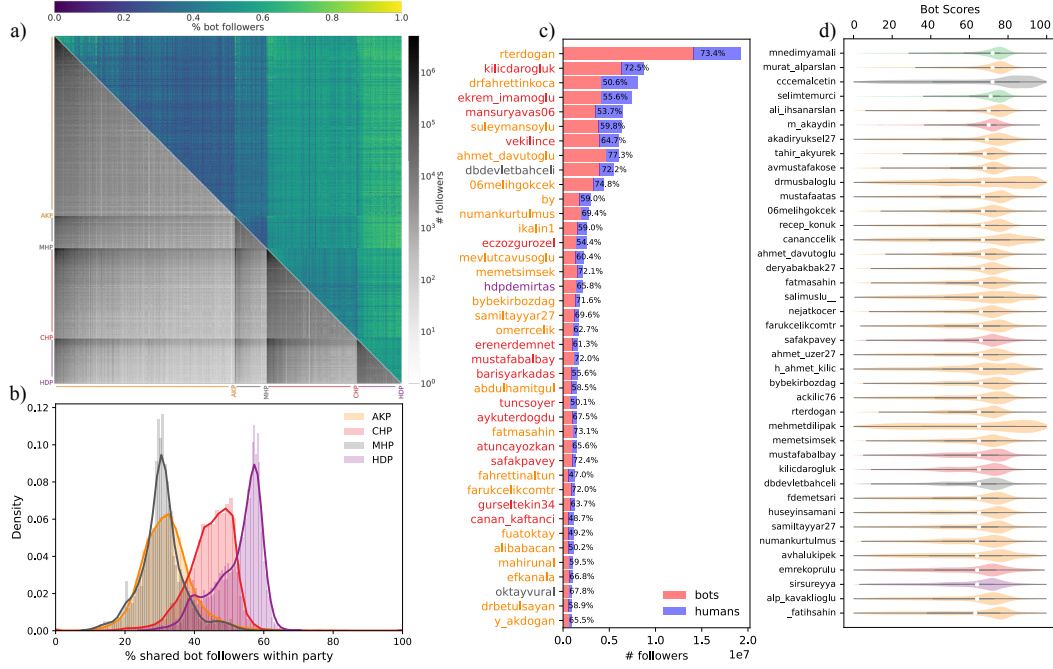 a)
0.0 0.2 0.4 0.6 0.8 1.0
% bot followers
AKP
MHP
CHP
HDP
AKP MHP CHP HDP
10⁶
10⁵
10⁴
10³
10²
10¹
10⁰
# followers
b)
0.12
0.10
0.08
0.06
0.04
0.02
0.00
Density
AKP
CHP
MHP
HDP
0 20 40 60 80 100
% shared bot followers within party
c)
rterdogan 73.4%
kilicdarogluk 72.5%
drfahrettinkoca 50.6%
ekrem_imamoglu 55.6%
mansuryavas06 53.7%
suleymansoylu 59.8%
vekilince 64.7%
ahmet_davutoglu 77.3%
dbdevletbahceli 72.2%
06melihgokcek 74.8%
by 59.0%
numankurtulmus 69.4%
ikalin1 59.0%
eczozgurozel 54.4%
mevlutcavusoglu 60.4%
memetsimsek 72.1%
hdpdemirtas 65.8%
bybekirbozdag 71.6%
samiltayyar27 69.6%
omerrcelik 62.7%
erenerdemnet 61.3%
mustafabalbay 72.0%
barisyarkadas 55.6%
abdulhamitgul 58.5%
tuncsoyer 50.1%
aykuterdogdu 67.5%
fatmasahin 73.1%
atuncayozkan 65.6%
safakpavey 72.4%
fahrettinaltun 47.0%
farukcelikcomtr 72.0%
gurseltekin34 63.7%
canan_kaftanci 48.7%
fuatoktay 49.2%
alibabacan 50.2%
mahirunal 59.5%
efkanala 66.8%
oktayvural 67.8%
drbetulsayan 58.9%
y_akdogan 65.5%
bots
humans
0.0 0.5 1.0 1.5 2.0
# followers 1e7
d)
Bot Scores
0 20 40 60 80 100
mnedimyamali
murat_alparslan
cccemalcetin
selimtemurci
ali_ihsanarslan
m_akaydin
akadiryuksel27
tahir_akyurek
avmustafakose
drmusbaloglu
mustafaatas
06melihgokcek
recep_konuk
cananccelik
ahmet_davutoglu
deryabakbak27
fatmasahin
salimuslu__
nejatkocer
farukcelikcomtr
safakpavey
ahmet_uzer27
h_ahmet_kilic
bybekirbozdag
ackilic76
rterdogan
mehmetdilipak
memetsimsek
mustafabalbay
kilicdarogluk
dbdevletbahceli
fdemetsari
huseyinsamani
samiltayyar27
numankurtulmus
avhalukipek
emrekoprulu
sirsureyya
alp_kavaklioglu
_fatihsahin